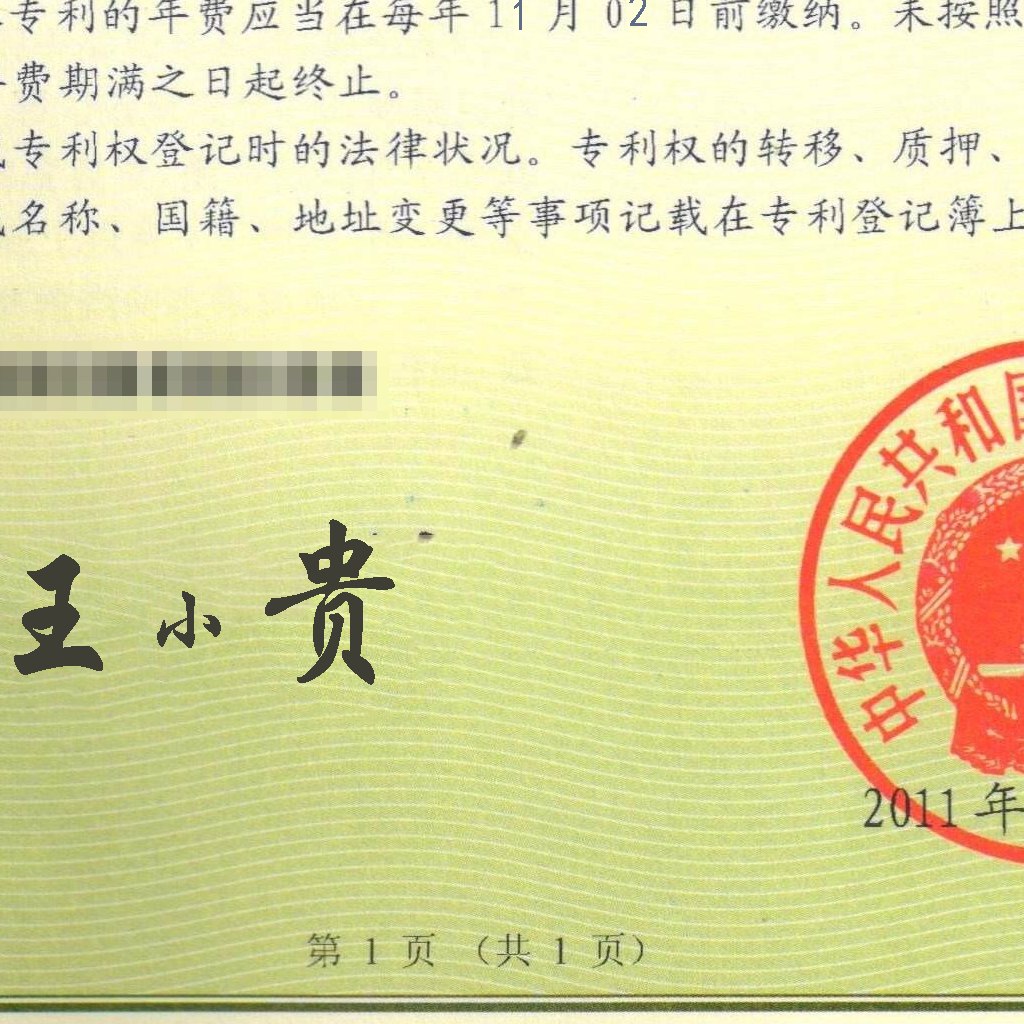 专利的年费应当在每年 11 月 02 日前缴纳。未按照
费期满之日起终止。
专利权登记时的法律状况。专利权的转移、质押、
名称、国籍、地址变更等事项记载在专利登记簿上
王小贵
中华人民共和国
2011 年
第 1 页 （共 1 页）